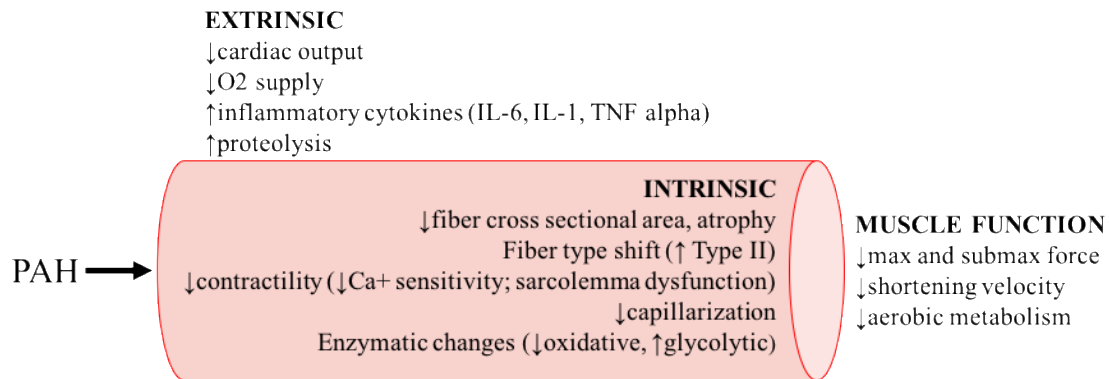 EXTRINSIC
↓cardiac output
↓O2 supply
↑inflammatory cytokines (IL-6, IL-1, TNF alpha)
↑proteolysis
PAH
INTRINSIC
↓fiber cross sectional area, atrophy
Fiber type shift (↑ Type II)
↓contractility (↓Ca+ sensitivity; sarcolemma dysfunction)
↓capillarization
Enzymatic changes (↓oxidative, ↑glycolytic)
MUSCLE FUNCTION
↓max and submax force
↓shortening velocity
↓aerobic metabolism